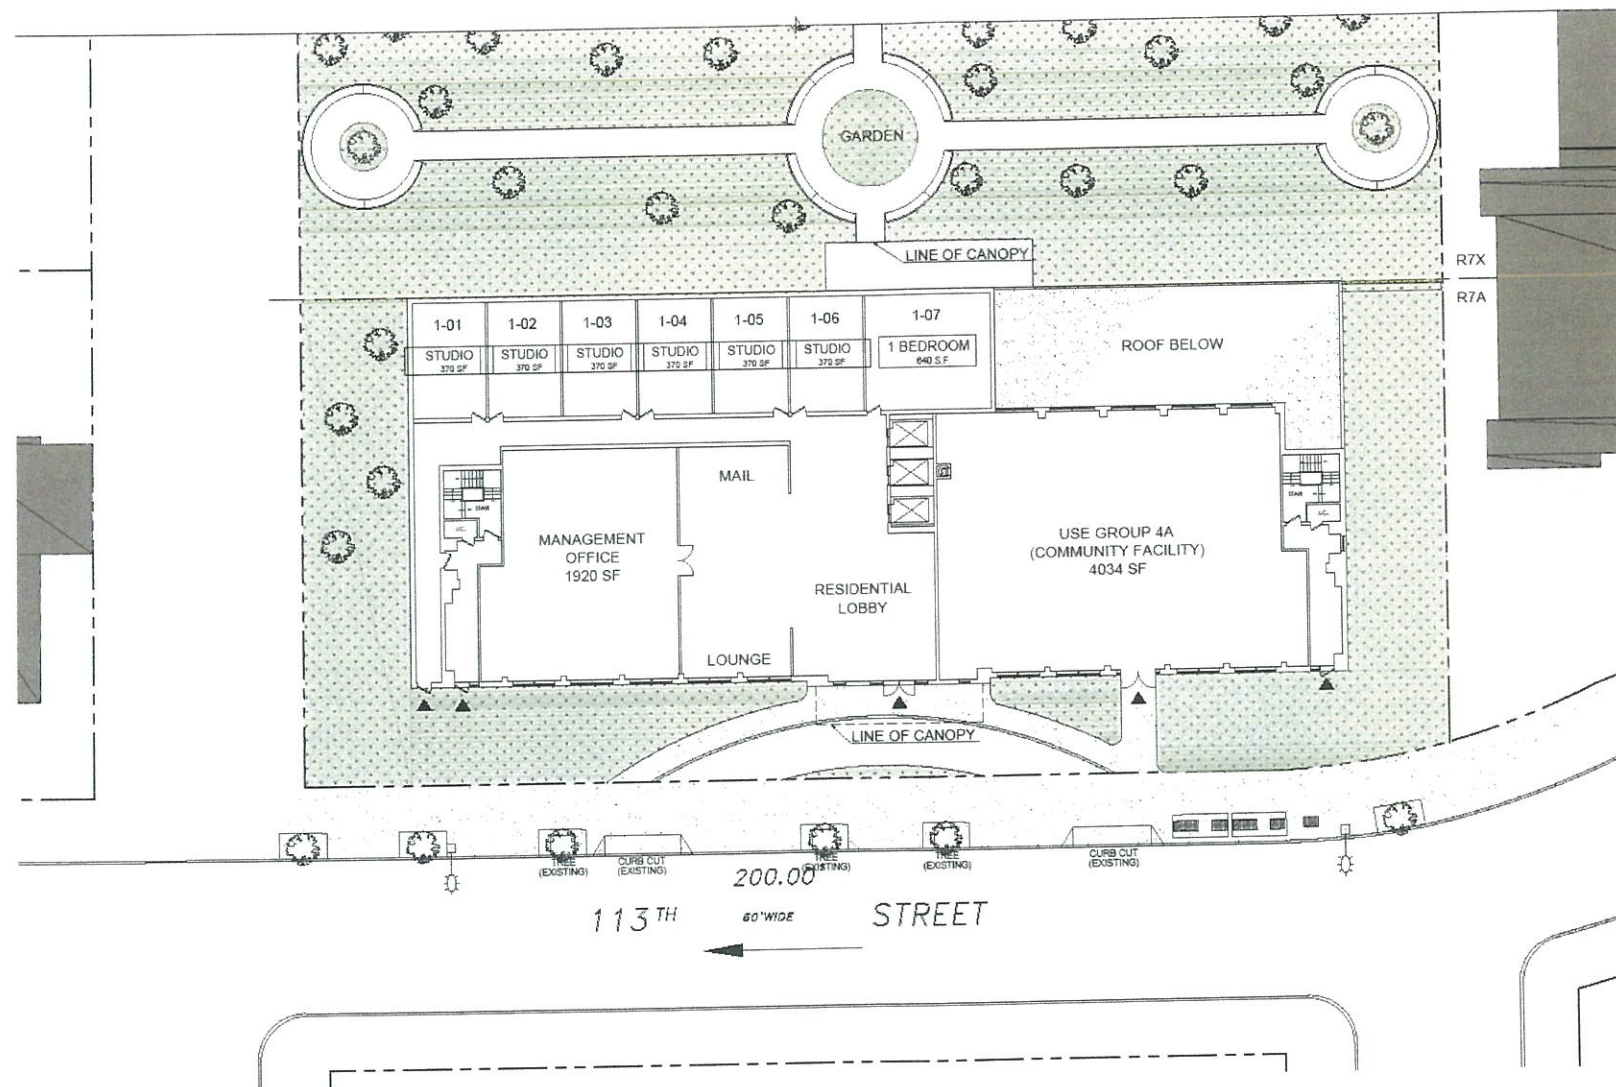 GARDEN
LINE OF CANOPY
R7X
R7A
1-01
1-02
1-03
1-04
1-05
1-06
1-07
STUDIO
370 SF
STUDIO
370 SF
STUDIO
370 SF
STUDIO
370 SF
STUDIO
370 SF
STUDIO
370 SF
1 BEDROOM
640 S.F.
ROOF BELOW
MAIL
STAIR
MANAGEMENT
OFFICE
1920 SF
USE GROUP 4A
(COMMUNITY FACILITY)
4034 SF
STAIR
RESIDENTIAL
LOBBY
LOUNGE
LINE OF CANOPY
TREE
(EXISTING)
CURB CUT
(EXISTING)
TREE
(EXISTING)
TREE
(EXISTING)
CURB CUT
(EXISTING)
200.00
113TH 60'WIDE STREET